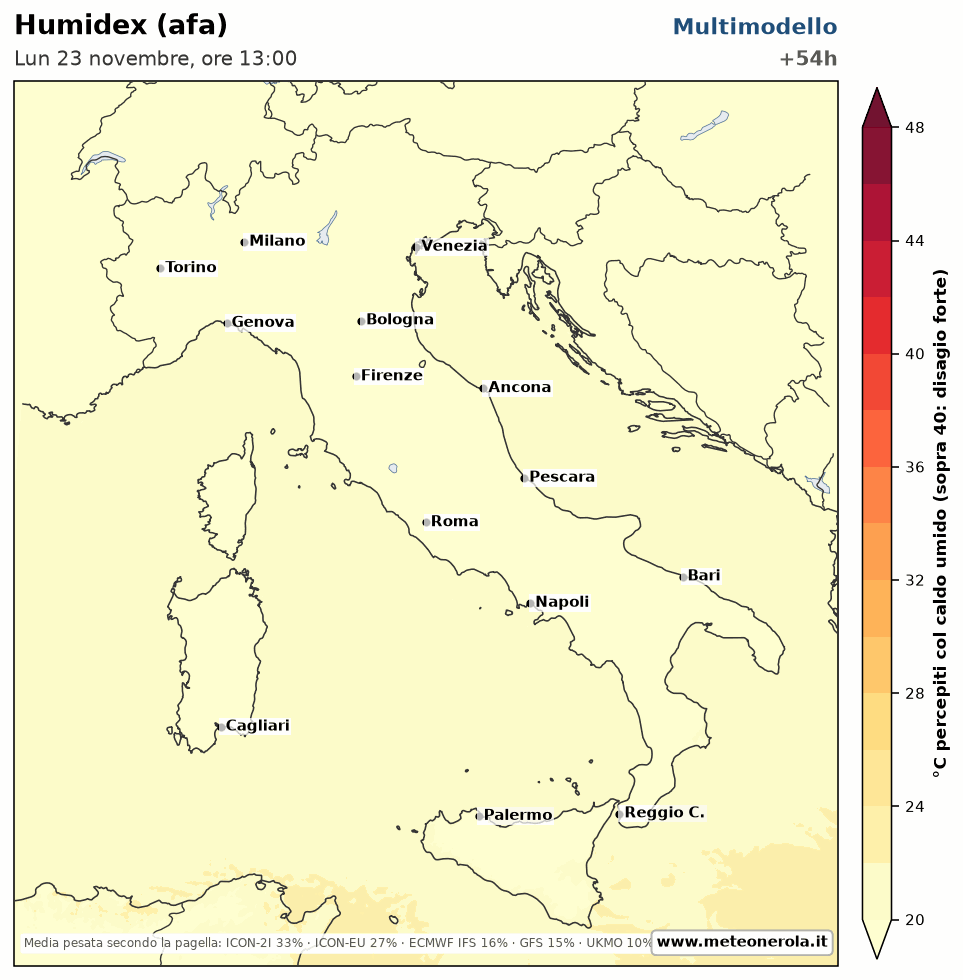 Humidex (afa)
Multimodello
Lun 23 novembre, ore 13:00
+54h
48
44
40
36
32
28
24
20
°C percepiti col caldo umido (sopra 40: disagio forte)
Milano
Venezia
Torino
Genova
Bologna
Firenze
Ancona
Pescara
Roma
Bari
Napoli
Cagliari
Palermo
Reggio C.
Media pesata secondo la pagella: ICON-2I 33% · ICON-EU 27% · ECMWF IFS 16% · GFS 15% · UKMO 10%
www.meteonerola.it